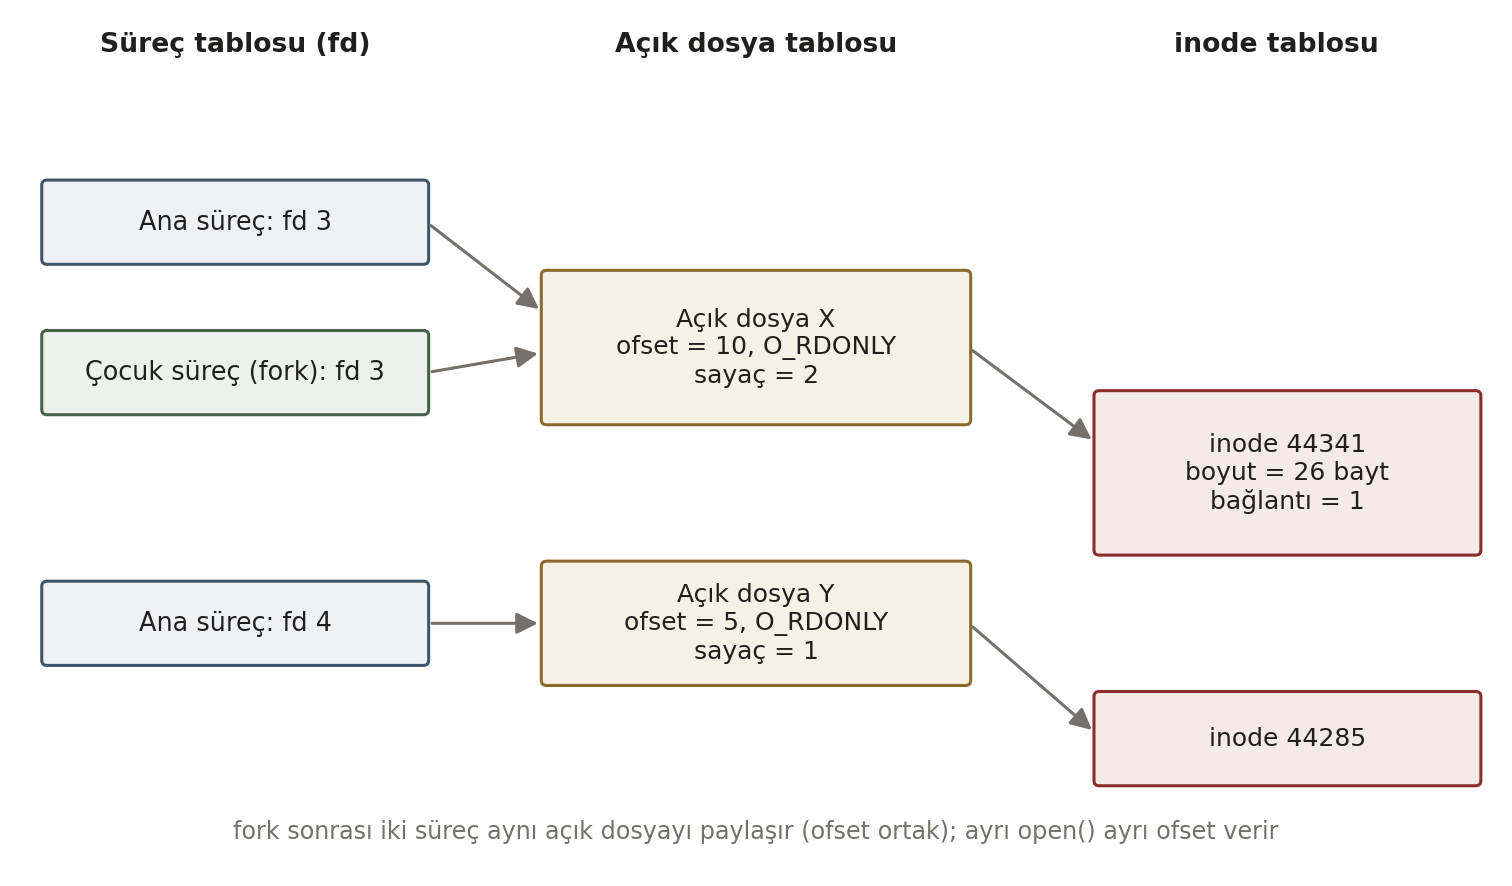 Süreç tablosu (fd)
Açık dosya tablosu
inode tablosu
Ana süreç: fd 3
Çocuk süreç (fork): fd 3
Açık dosya X
ofset = 10, O_RDONLY
sayaç = 2
inode 44341
boyut = 26 bayt
bağlantı = 1
Ana süreç: fd 4
Açık dosya Y
ofset = 5, O_RDONLY
sayaç = 1
inode 44285
fork sonrası iki süreç aynı açık dosyayı paylaşır (ofset ortak); ayrı open() ayrı ofset verir